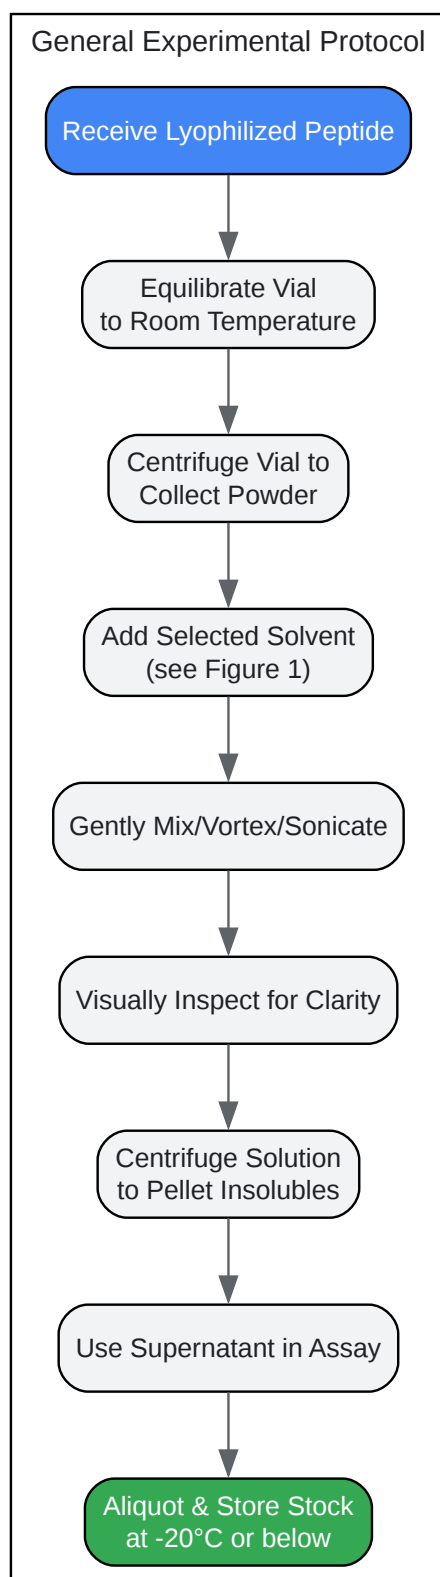 General Experimental Protocol
Receive Lyophilized Peptide
Equilibrate Vial
to Room Temperature
Centrifuge Vial to
Collect Powder
Add Selected Solvent
(see Figure 1)
Gently Mix/Vortex/Sonicate
Visually Inspect for Clarity
Centrifuge Solution
to Pellet Insolubles
Use Supernatant in Assay
Aliquot & Store Stock
at -20°C or below